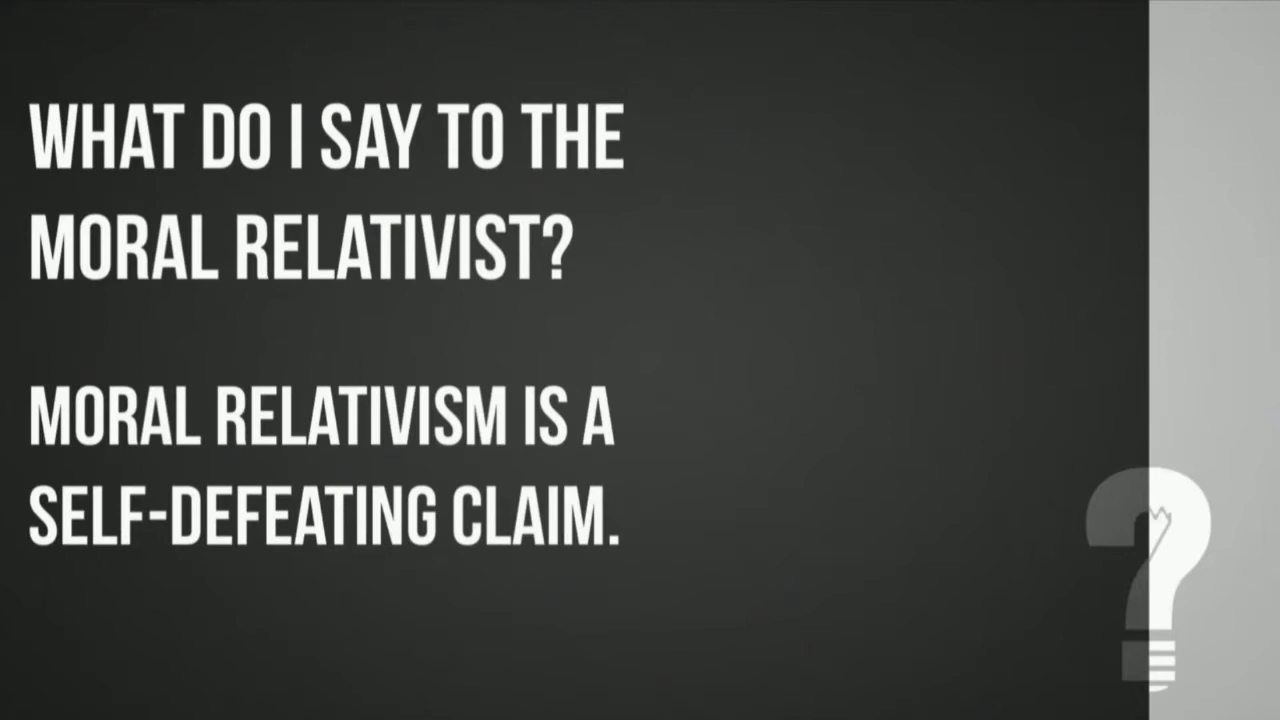 WHAT DO I SAY TO THE
MORAL RELATIVIST?
MORAL RELATIVISM IS A
SELF-DEFEATING CLAIM.